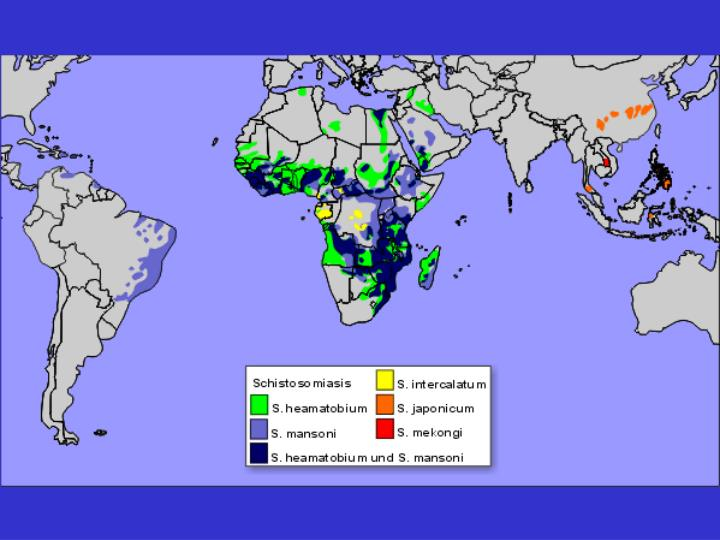 Schistosomiasis
S. intercalatum
S. heamatobium
S. japonicum
S. mansoni
S. mekongi
S. heamatobium und S. mansoni